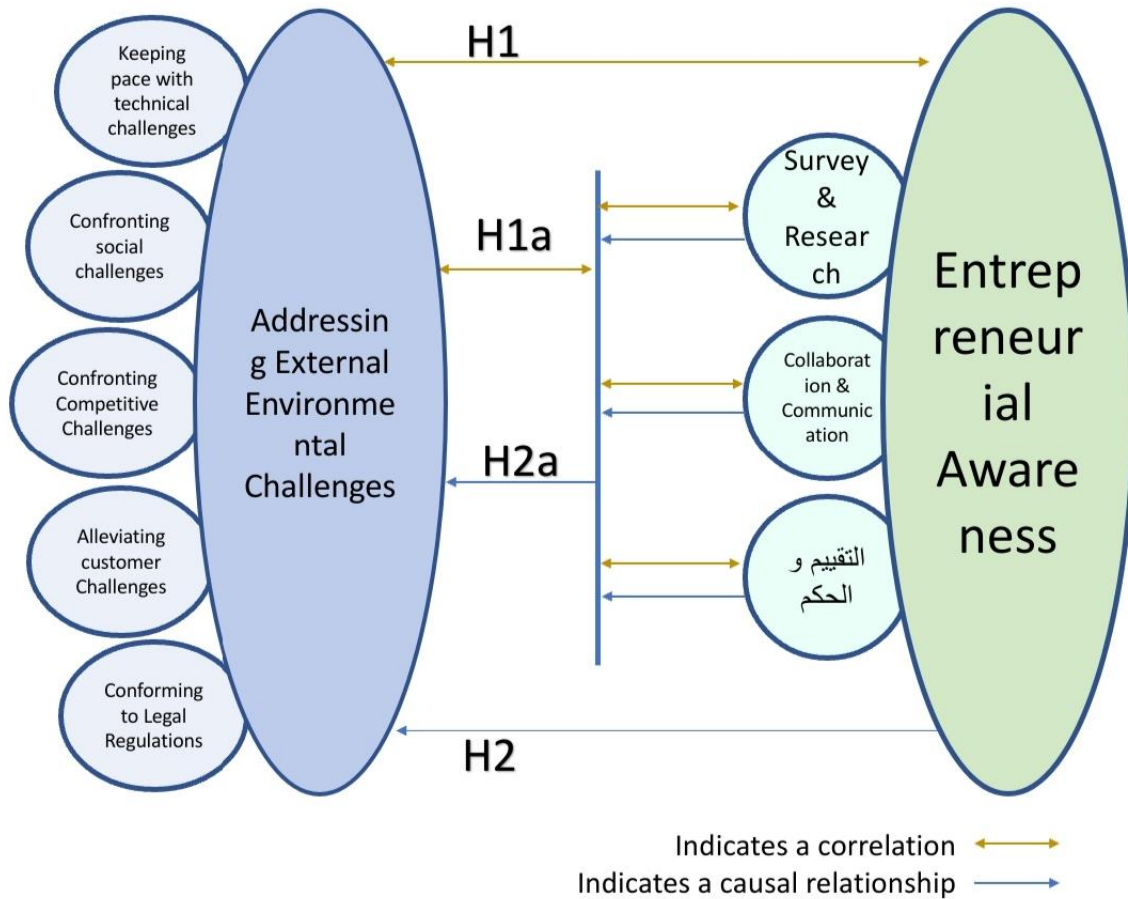 H1
Keeping
pace with
technical
challenges
Confronting
social
challenges
Confronting
Competitive
Challenges
Alleviating
customer
Challenges
Conforming
to Legal
Regulations
Addressin
g External
Environme
ntal
Challenges
H1a
H2a
H2
Survey
&
Resear
ch
Collaborat
ion &
Communic
ation
التقييم و
الحكم
Entrep
reneur
ial
Aware
ness
Indicates a correlation
Indicates a causal relationship